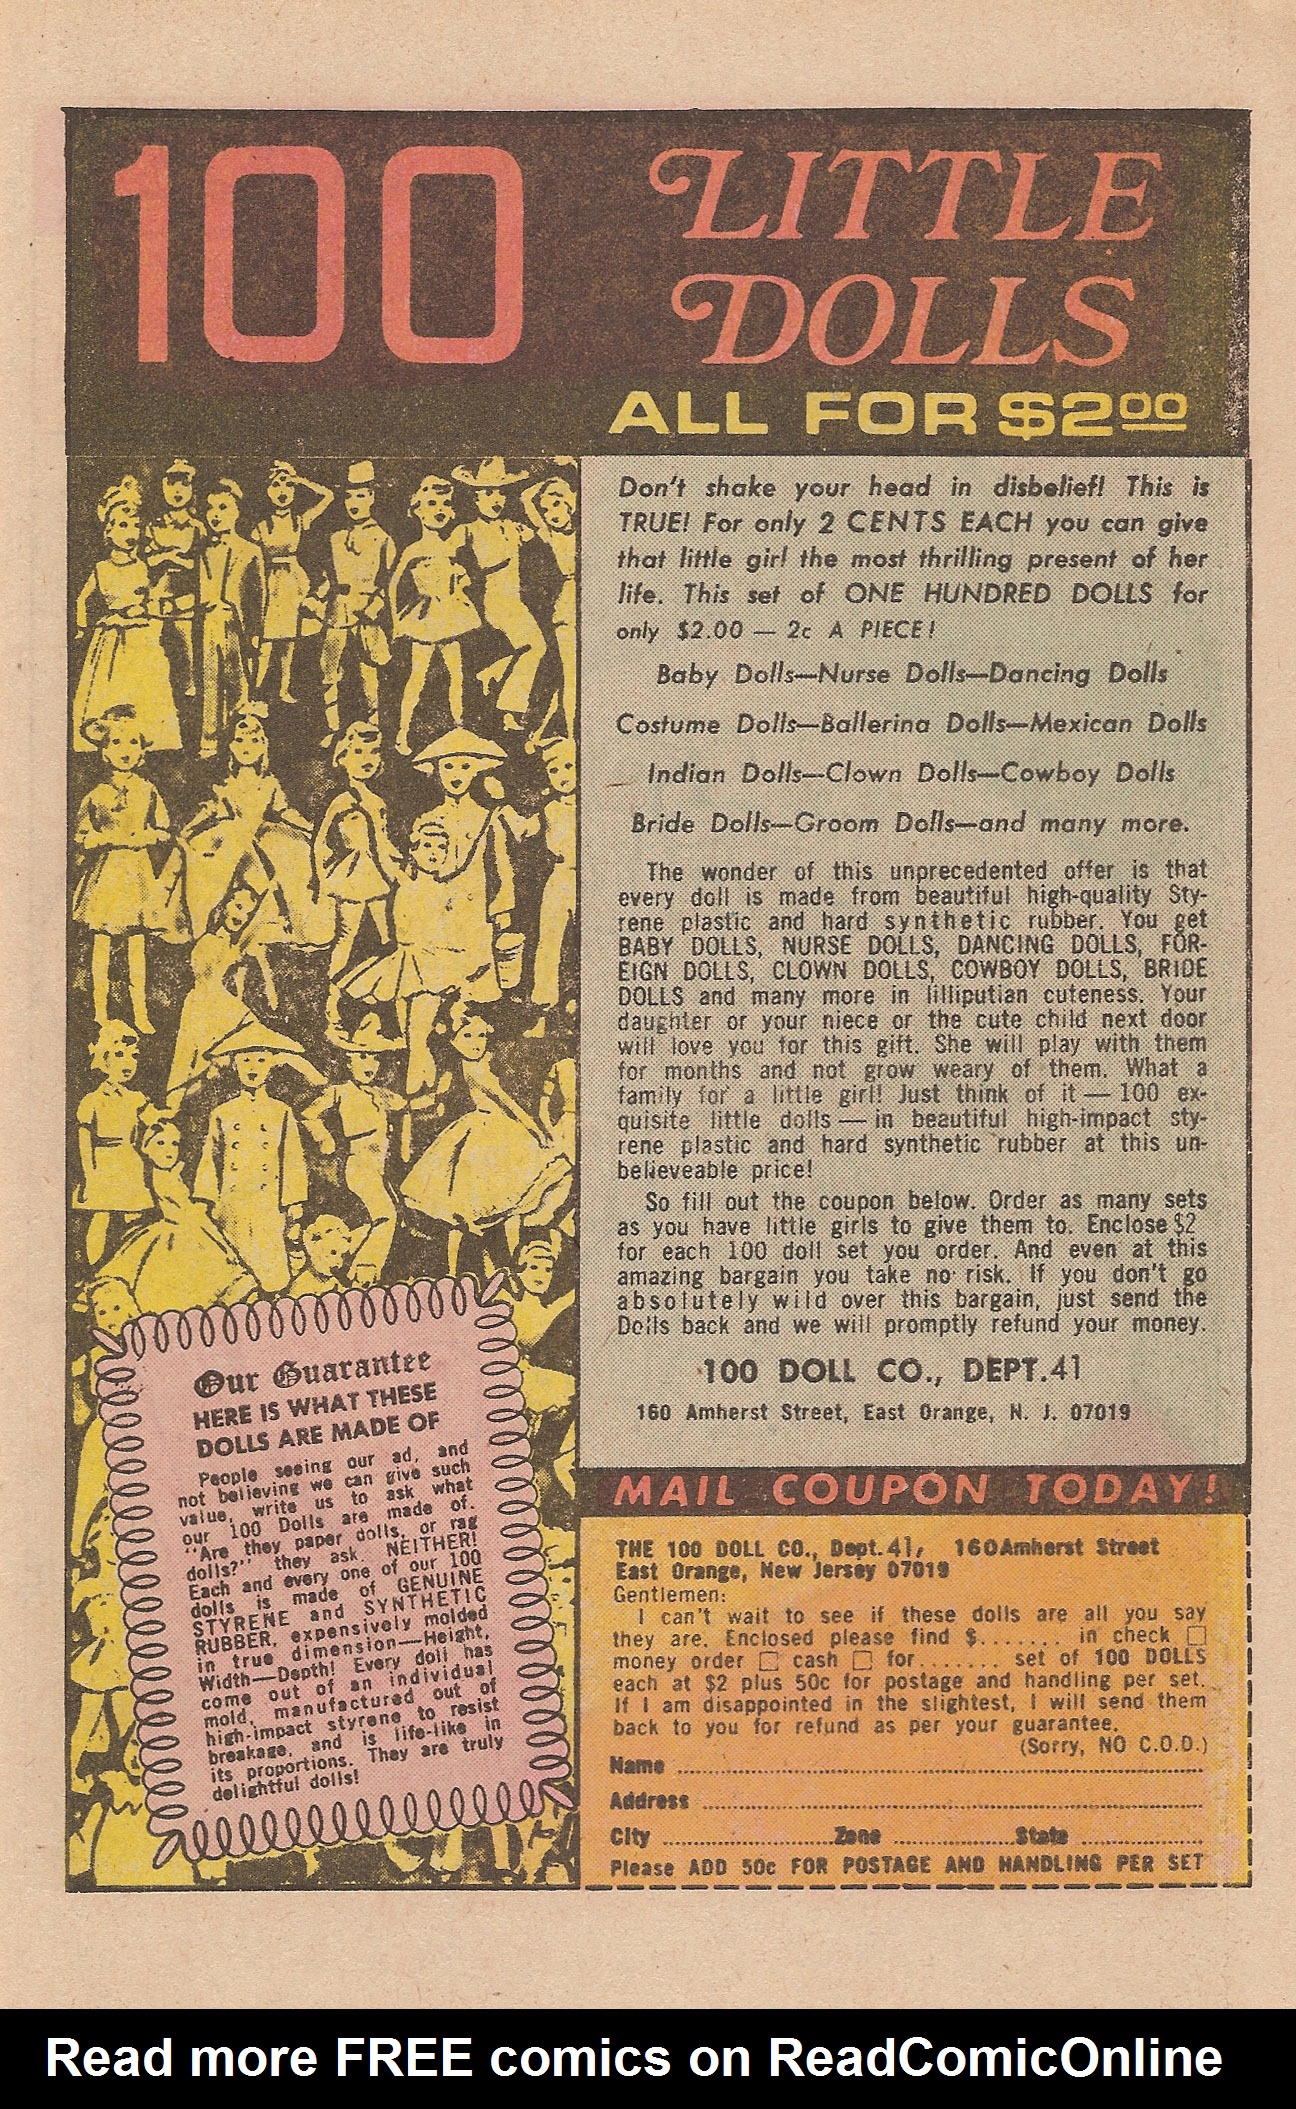 100 LITTLE
DOLLS
ALL FOR $2.00
Don't shake your head in disbelief! This is
TRUE! For only 2 CENTS EACH you can give
that little girl the most thrilling present of her
life. This set of ONE HUNDRED DOLLS for
only $2.00 — 2c A PIECE!
Baby Dolls—Nurse Dolls—Dancing Dolls
Costume Dolls—Ballerina Dolls—Mexican Dolls
Indian Dolls—Clown Dolls—Cowboy Dolls
Bride Dolls—Groom Dolls—and many more.
The wonder of this unprecedented offer is that
every doll is made from beautiful high-quality Sty-
rene plastic and hard synthetic rubber. You get
BABY DOLLS, NURSE DOLLS, DANCING DOLLS, FOR-
EIGN DOLLS, CLOWN DOLLS, COWBOY DOLLS, BRIDE
DOLLS and many more in lilliputian cuteness. Your
daughter or your niece or the cute child next door
will love you for this gift. She will play with them
for months and not grow weary of them. What a
family for a little girl! Just think of it — 100 ex-
quisite little dolls — in beautiful high-impact sty-
rene plastic and hard synthetic rubber at this un-
believeable price!
So fill out the coupon below. Order as many sets
as you have little girls to give them to. Enclose $2
for each 100 doll set you order. And even at this
amazing bargain you take no risk. If you don't go
absolutely wild over this bargain, just send the
Dolls back and we will promptly refund your money.
100 DOLL CO., DEPT. 41
160 Amherst Street, East Orange, N. J. 07019
Our Guarantee
HERE IS WHAT THESE
DOLLS ARE MADE OF
People seeing our ad, and
not believing we can give such
value, write us to ask what
our 100 Dolls are made of.
"Are they paper dolls, or rag
dolls?" they ask. NEITHER!
Each and every one of our 100
dolls is made of GENUINE
STYRENE and SYNTHETIC
RUBBER, expensively molded
in true dimension—Height,
Width—Depth! Every doll has
come out of an individual
mold, manufactured out of
high-impact styrene to resist
breakage, and is life-like in
its proportions. They are truly
delightful dolls!
MAIL COUPON TODAY!
THE 100 DOLL CO., Dept. 41, 160 Amherst Street
East Orange, New Jersey 07019
Gentlemen:
I can't wait to see if these dolls are all you say
they are. Enclosed please find $........ in check □
money order □ cash □ for........ set of 100 DOLLS
each at $2 plus 50c for postage and handling per set.
If I am disappointed in the slightest, I will send them
back to you for refund as per your guarantee.
(Sorry, NO C.O.D.)
Name ........................................
Address ........................................
City .................... Zone .............. State ..............
Please ADD 50c FOR POSTAGE AND HANDLING PER SET
Read more FREE comics on ReadComicOnline